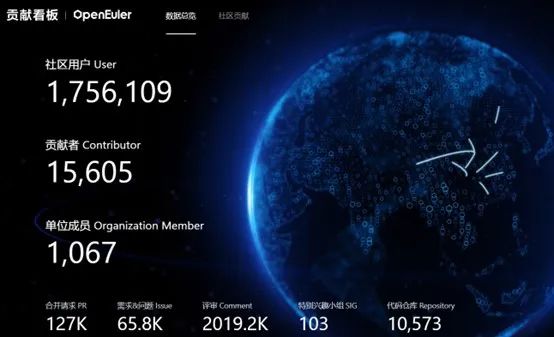 贡献看板 | OpenEuler 数据总览 社区贡献
社区用户 User
1,756,109
贡献者 Contributor
15,605
单位成员 Organization Member
1,067
合并请求 PR 需求&问题 Issue 评审 Comment 特别兴趣小组 SIG 代码仓库 Repository
127K 65.8K 2019.2K 103 10,573